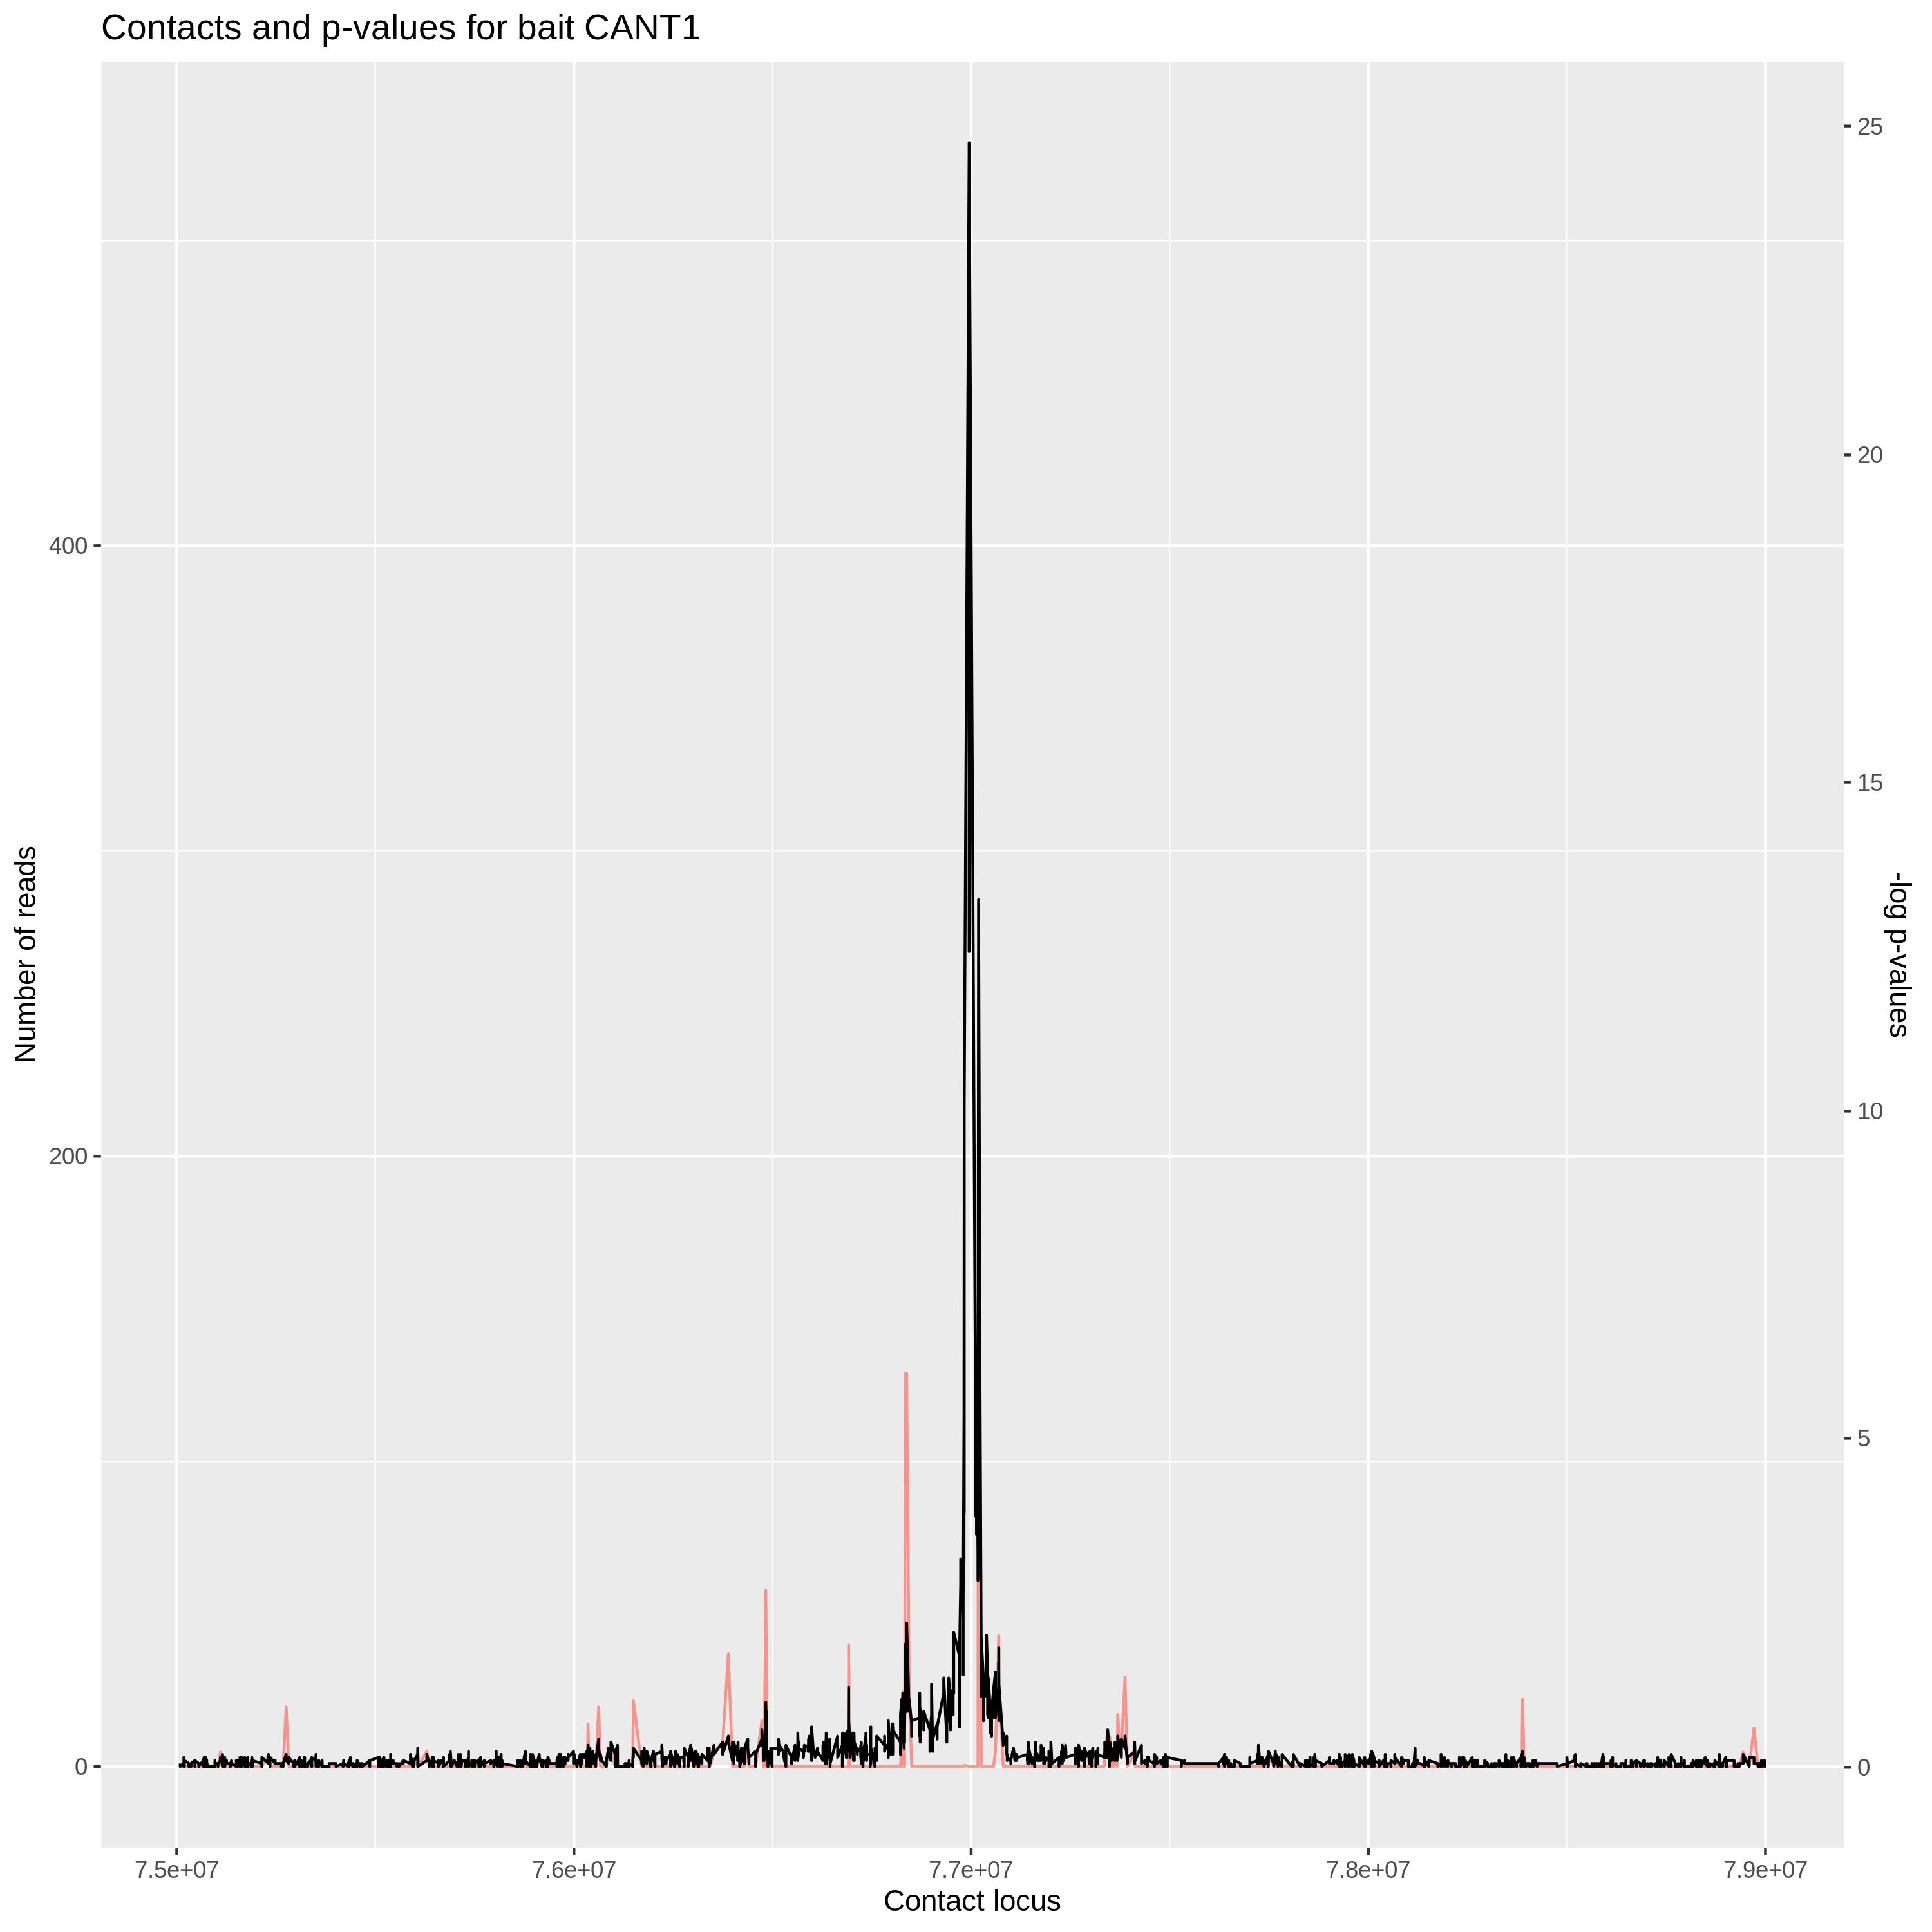 Contacts and p-values for bait CANT1
Number of reads
400
200
0
25
20
15
10
5
0
-log p-values
7.5e+07
7.6e+07
7.7e+07
7.8e+07
7.9e+07
Contact locus